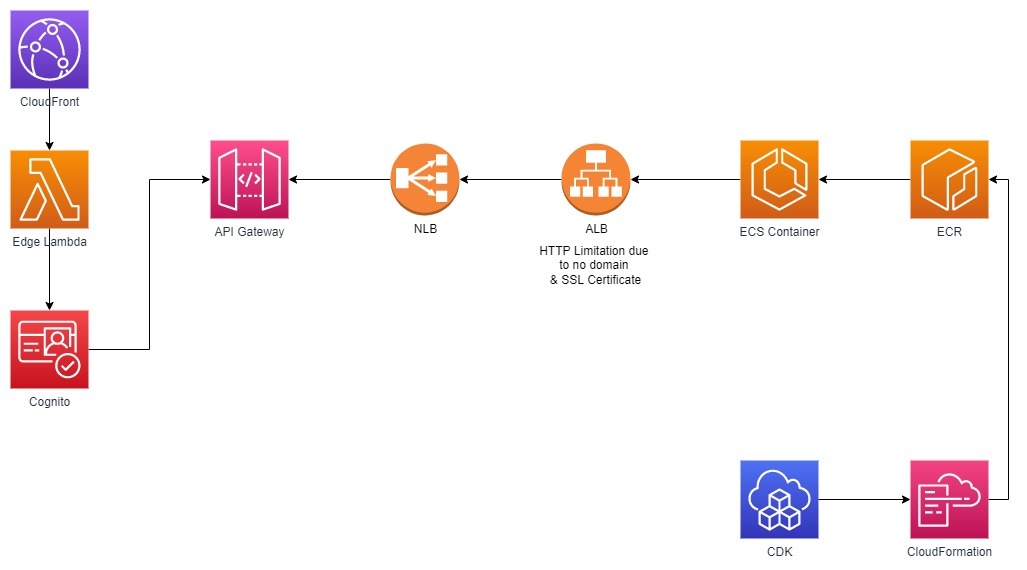 CloudFront
Edge Lambda
Cognito
API Gateway
NLB
ALB
HTTP Limitation due
to no domain
& SSL Certificate
ECS Container
ECR
CDK
CloudFormation